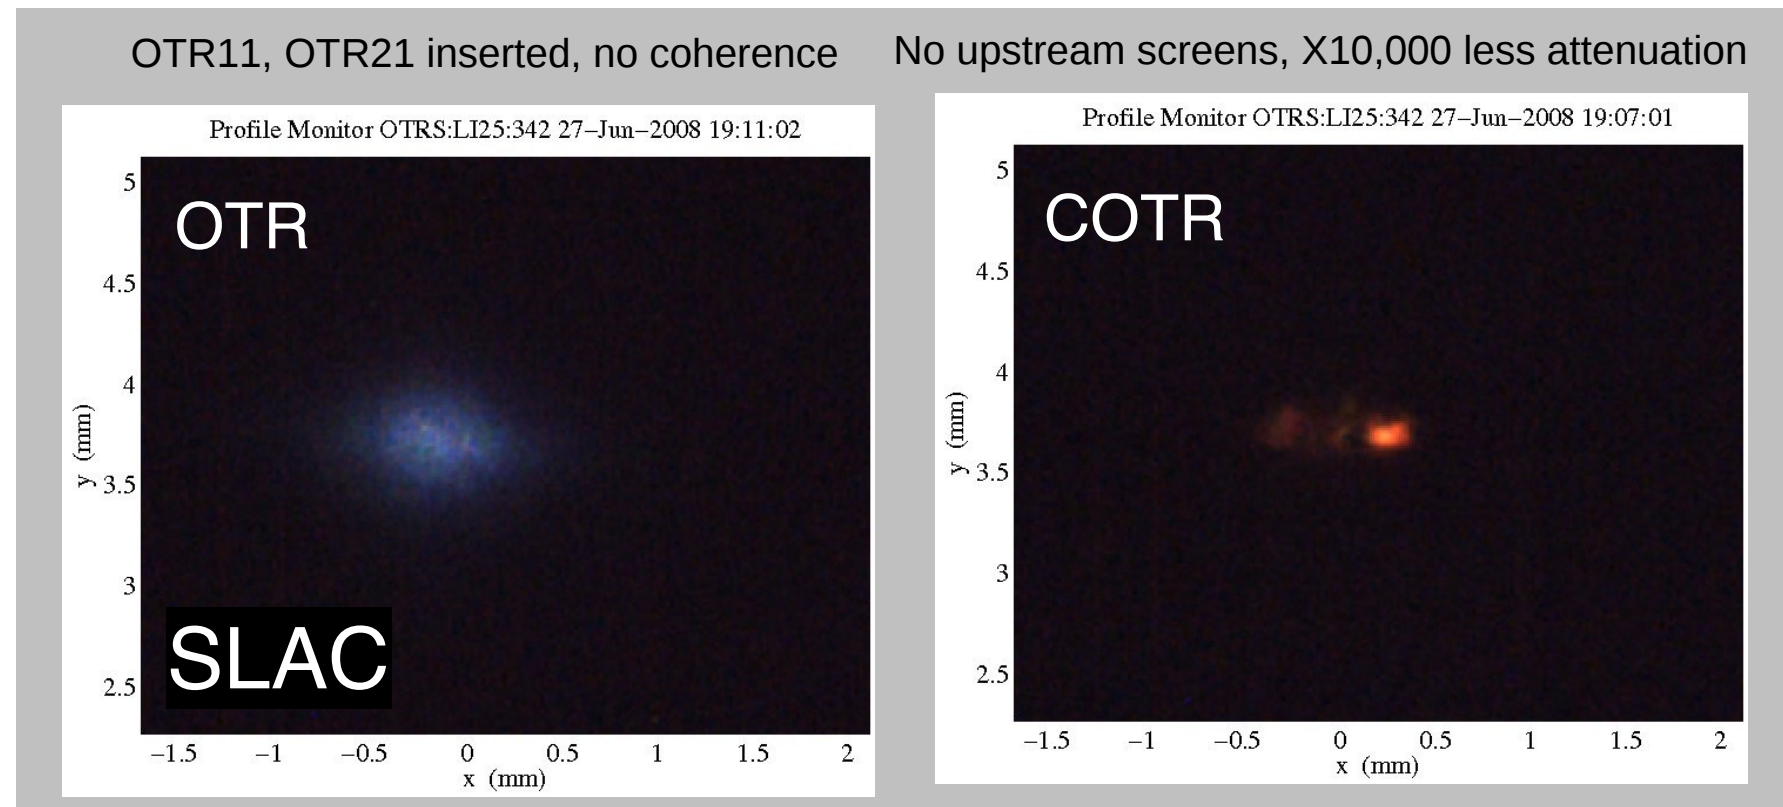 OTR11, OTR21 inserted, no coherence
Profile Monitor OTRS:LI25:342 27−Jun−2008 19:11:02
OTR
SLAC
5
4.5
4
3.5
3
2.5
y (mm)
−1.5 −1 −0.5 0 0.5 1 1.5 2
x (mm)
No upstream screens, X10,000 less attenuation
Profile Monitor OTRS:LI25:342 27−Jun−2008 19:07:01
COTR
5
4.5
4
3.5
3
2.5
y (mm)
−1.5 −1 −0.5 0 0.5 1 1.5 2
x (mm)